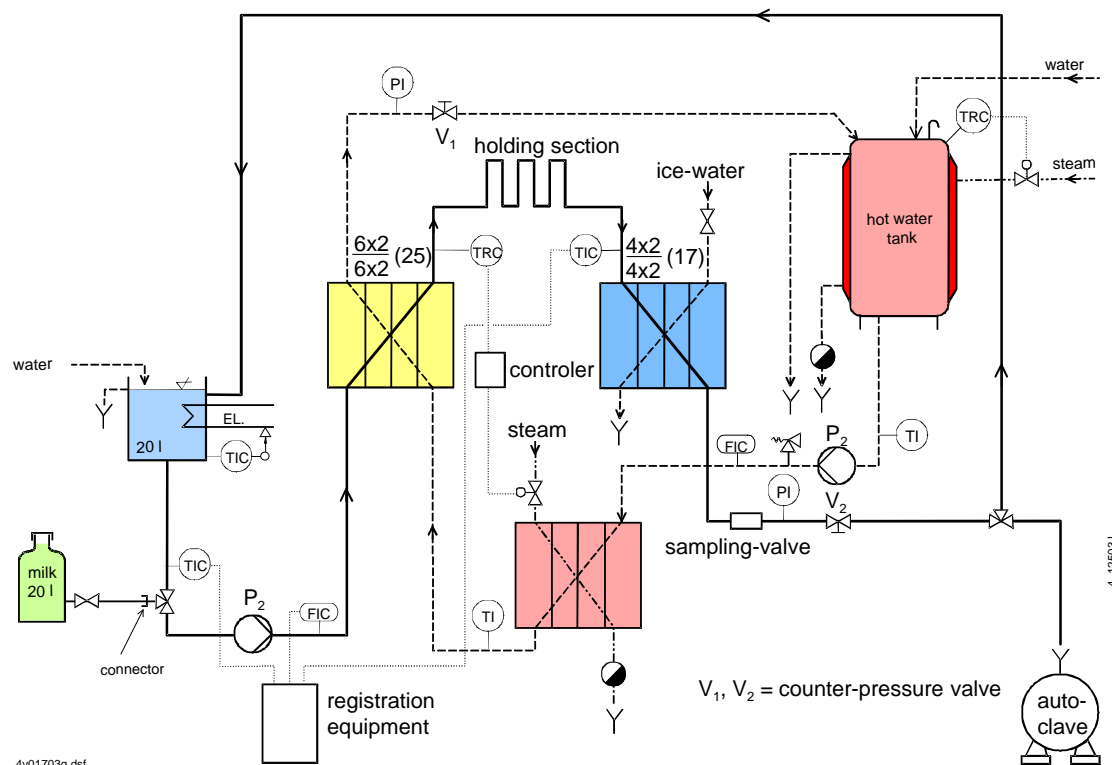 water
PI
TRC
V1
holding section
steam
ice-water
hot water
tank
6x2
6x2
(25)
TRC
TIC
4x2
4x2
(17)
water
controler
EL.
steam
P2
TI
20 l
TIC
FIC
V2
PI
sampling-valve
milk
20 l
TIC
P2
FIC
TI
connector
registration
equipment
V1, V2 = counter-pressure valve
auto-
clave